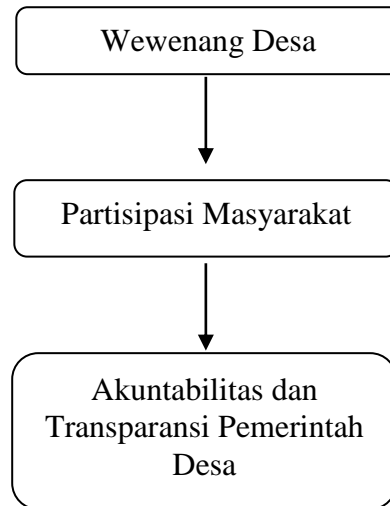 Wewenang Desa
Partisipasi Masyarakat
Akuntabilitas dan
Transparansi Pemerintah
Desa